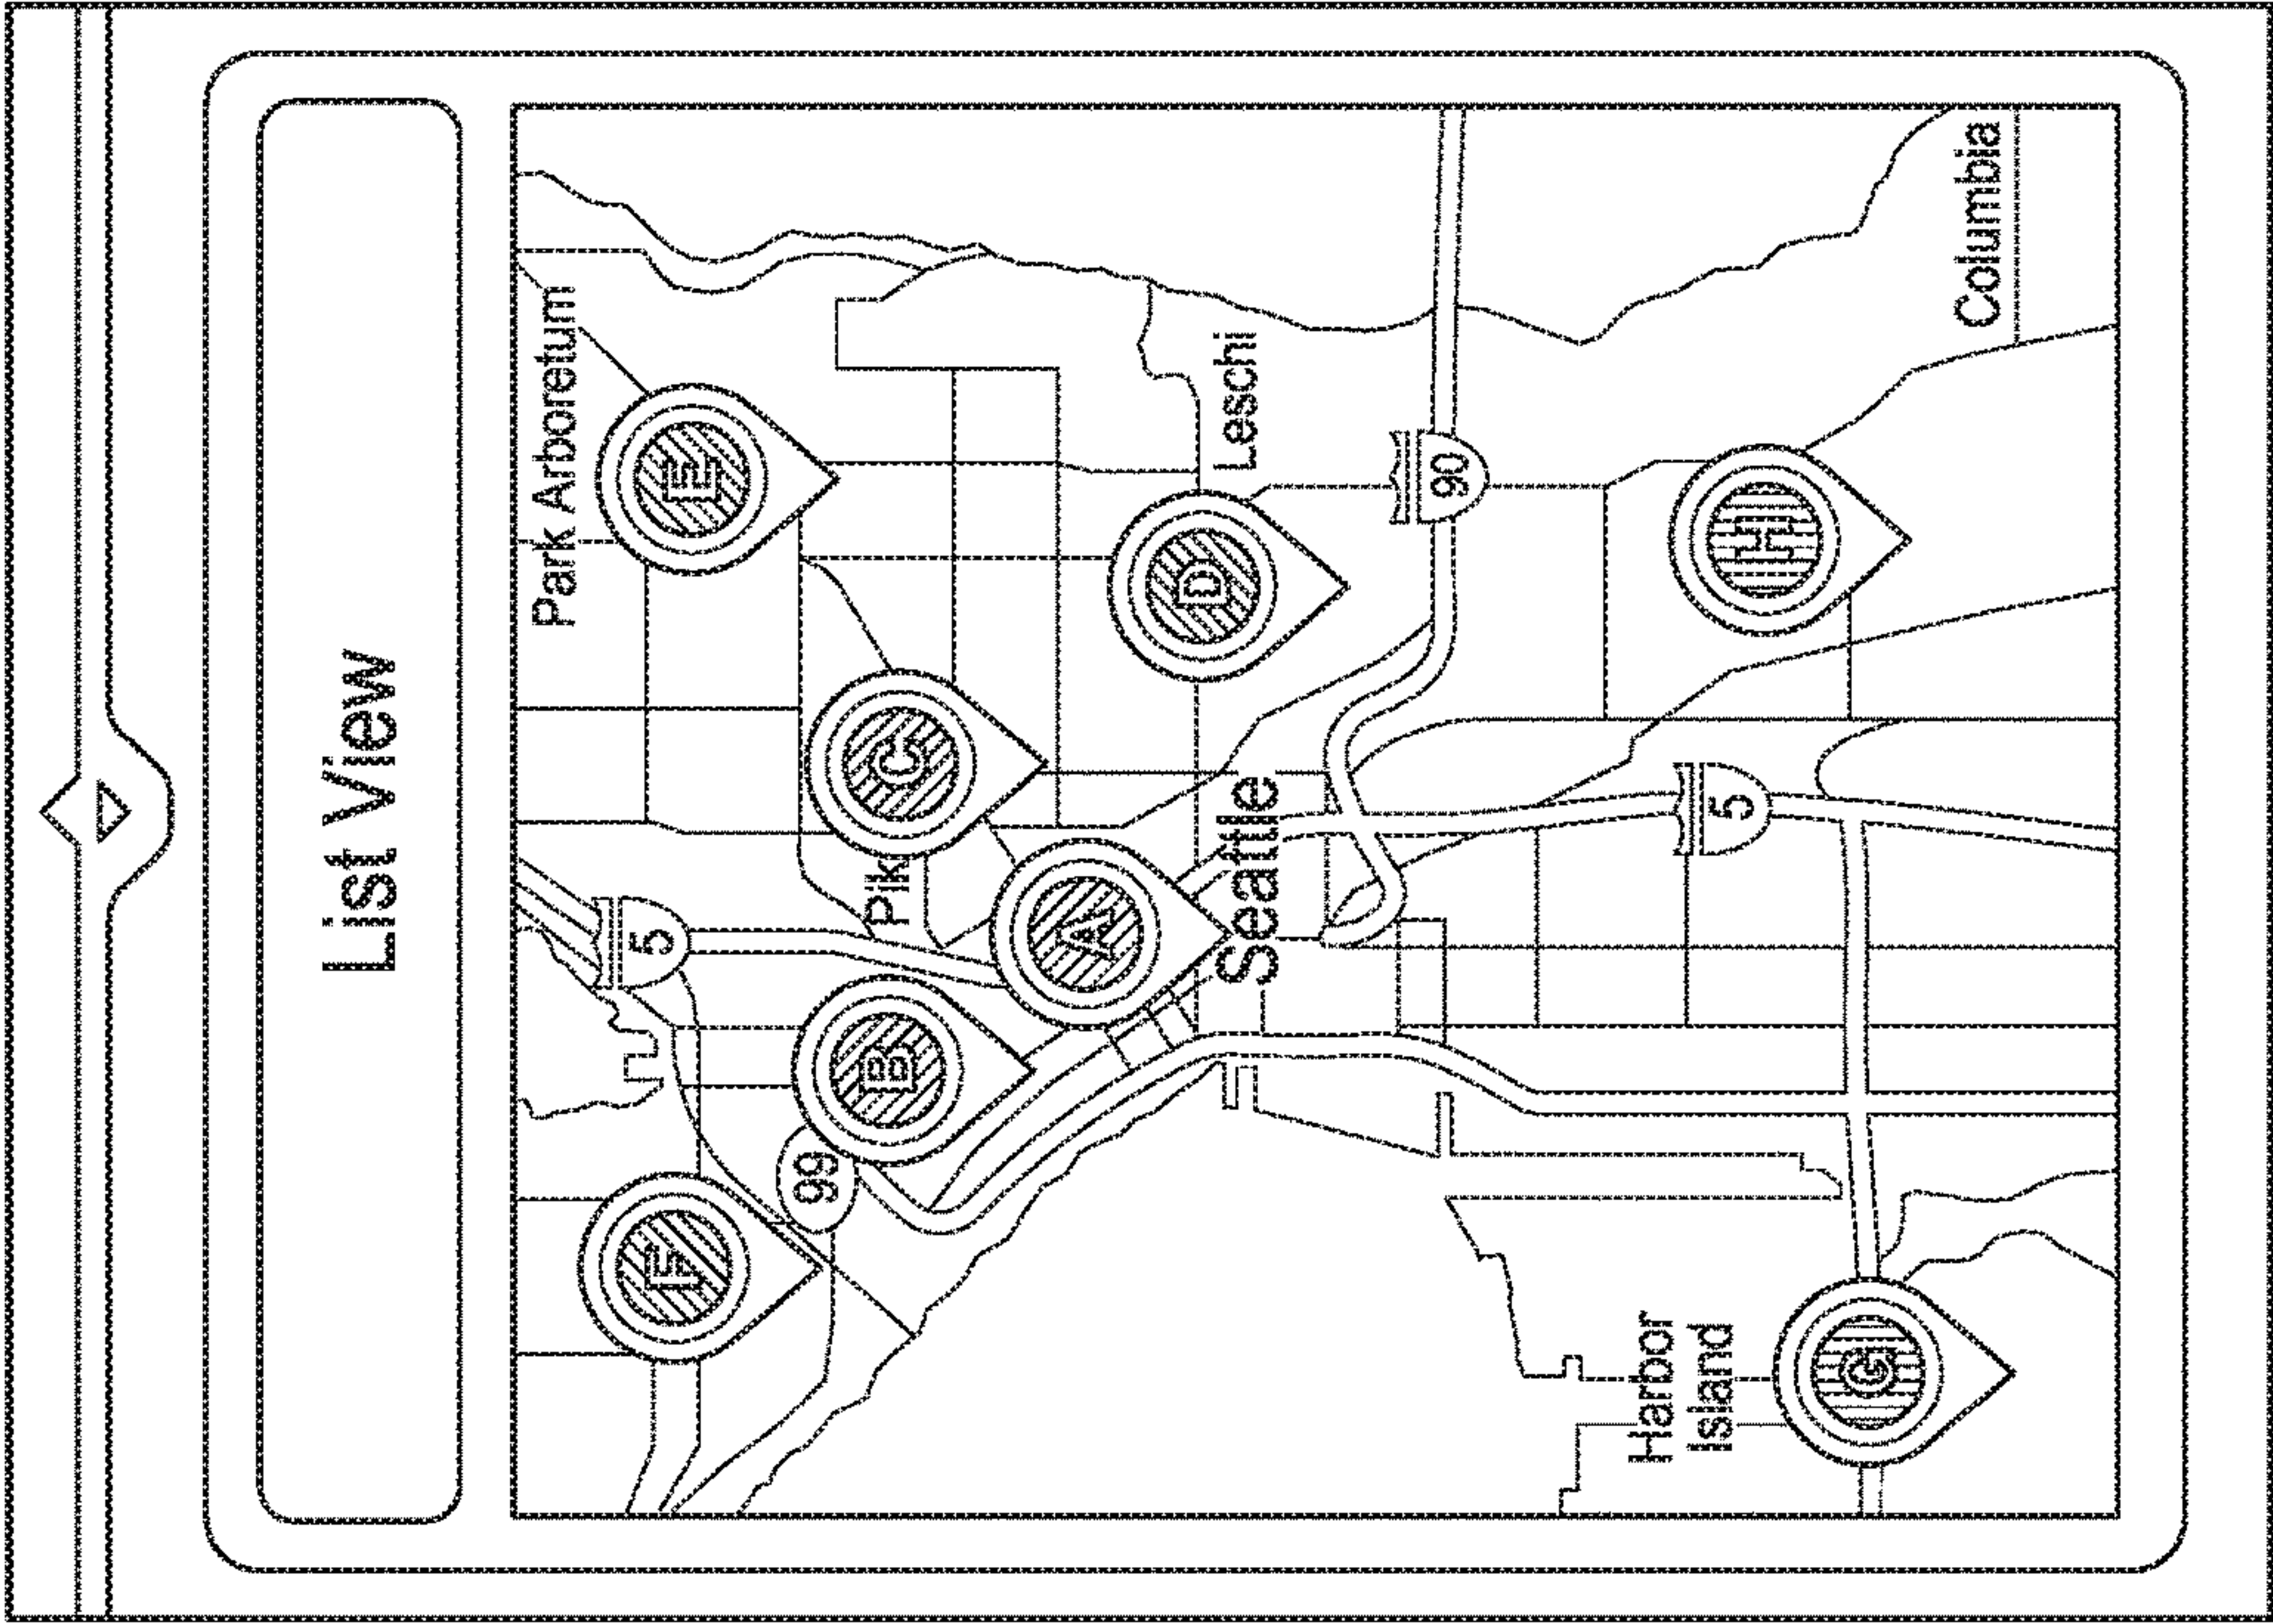 List View
Park Arboretum
5
F
E
99
Pik
B
C
A
D
Leschi
Seattle
90
Harbor
Island
5
H
G
Columbia